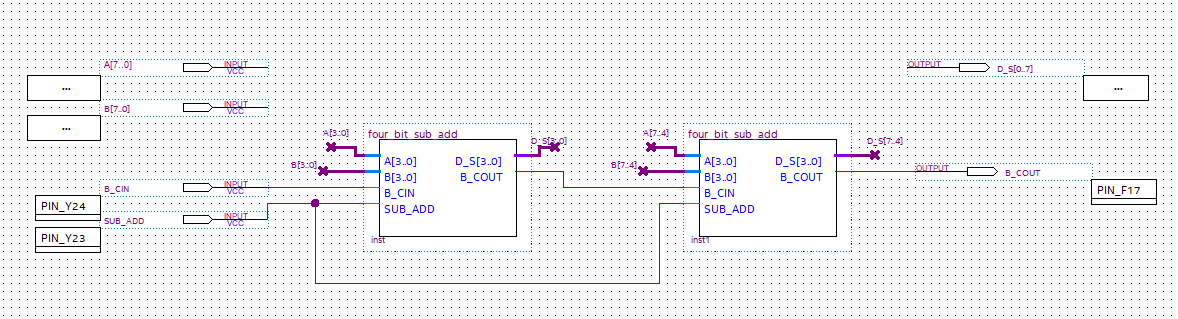 A[7..0]
INPUT
VCC
...
B[7..0]
INPUT
VCC
...
B_CIN
INPUT
VCC
PIN_Y24
SUB_ADD
INPUT
VCC
PIN_Y23
four_bit_sub_add
A[3..0]
B[3..0]
A[3..0]
B[3..0]
B_CIN
SUB_ADD
D_S[3..0]
B_COUT
D_S[3..0]
inst
four_bit_sub_add
A[7..4]
B[7..4]
A[3..0]
B[3..0]
B_CIN
SUB_ADD
D_S[3..0]
B_COUT
D_S[7..4]
inst1
OUTPUT
D_S[0..7]
...
OUTPUT
B_COUT
PIN_F17